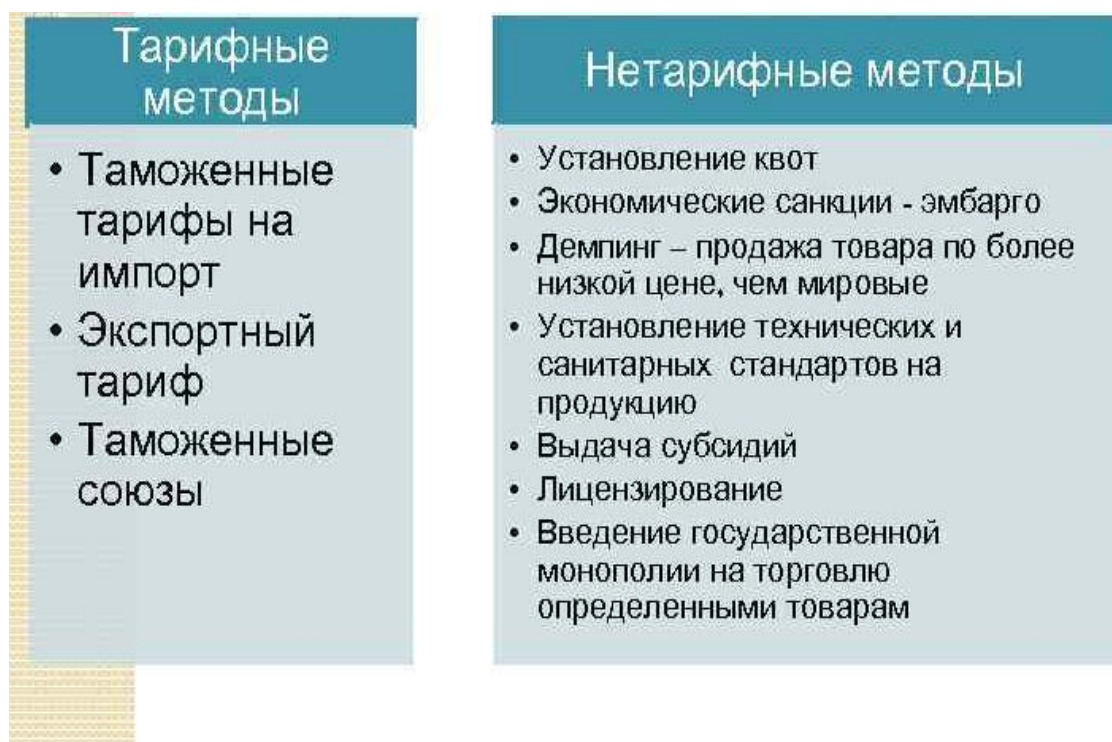 Тарифные
методы
• Таможенные
тарифы на
импорт
• Экспортный
тариф
• Таможенные
союзы
Нетарифные методы
• Установление квот
• Экономические санкции - эмбарго
• Демпинг – продажа товара по более
низкой цене, чем мировые
• Установление технических и
санитарных стандартов на
продукцию
• Выдача субсидий
• Лицензирование
• Введение государственной
монополии на торговлю
определенными товарам